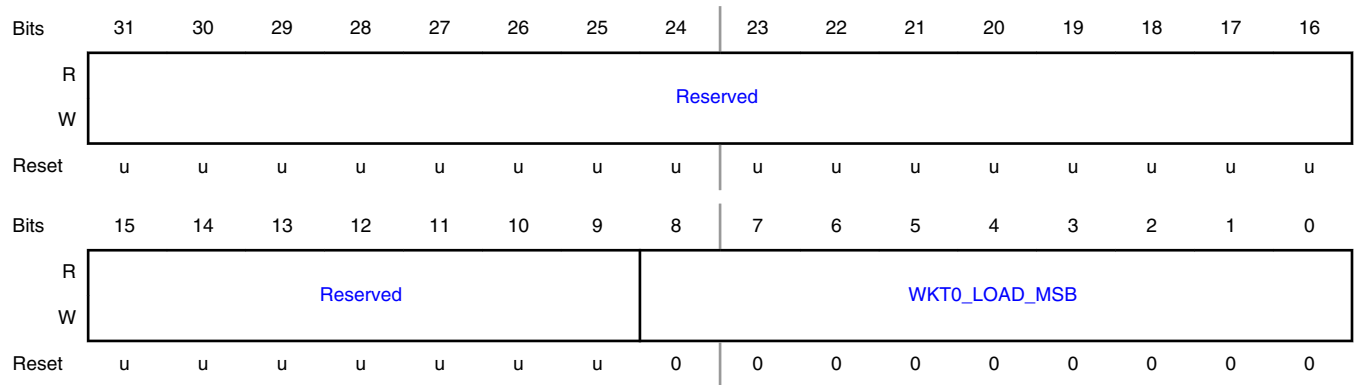 Bits 31 30 29 28 27 26 25 24 23 22 21 20 19 18 17 16
R
Reserved
W
Reset u u u u u u u u u u u u u u u u
Bits 15 14 13 12 11 10 9 8 7 6 5 4 3 2 1 0
R
Reserved WKT0_LOAD_MSB
W
Reset u u u u u u u 0 0 0 0 0 0 0 0 0